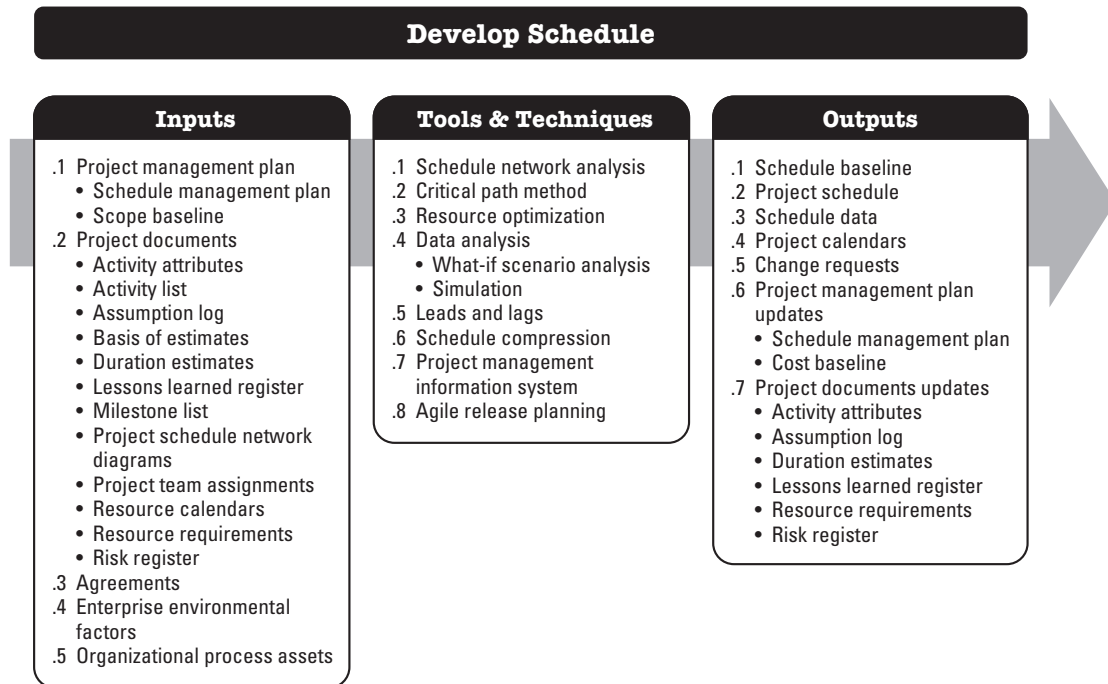 Develop Schedule
Inputs
.1 Project management plan
• Schedule management plan
• Scope baseline
.2 Project documents
• Activity attributes
• Activity list
• Assumption log
• Basis of estimates
• Duration estimates
• Lessons learned register
• Milestone list
• Project schedule network
diagrams
• Project team assignments
• Resource calendars
• Resource requirements
• Risk register
.3 Agreements
.4 Enterprise environmental
factors
.5 Organizational process assets
Tools & Techniques
.1 Schedule network analysis
.2 Critical path method
.3 Resource optimization
.4 Data analysis
• What-if scenario analysis
• Simulation
.5 Leads and lags
.6 Schedule compression
.7 Project management
information system
.8 Agile release planning
Outputs
.1 Schedule baseline
.2 Project schedule
.3 Schedule data
.4 Project calendars
.5 Change requests
.6 Project management plan
updates
• Schedule management plan
• Cost baseline
.7 Project documents updates
• Activity attributes
• Assumption log
• Duration estimates
• Lessons learned register
• Resource requirements
• Risk register